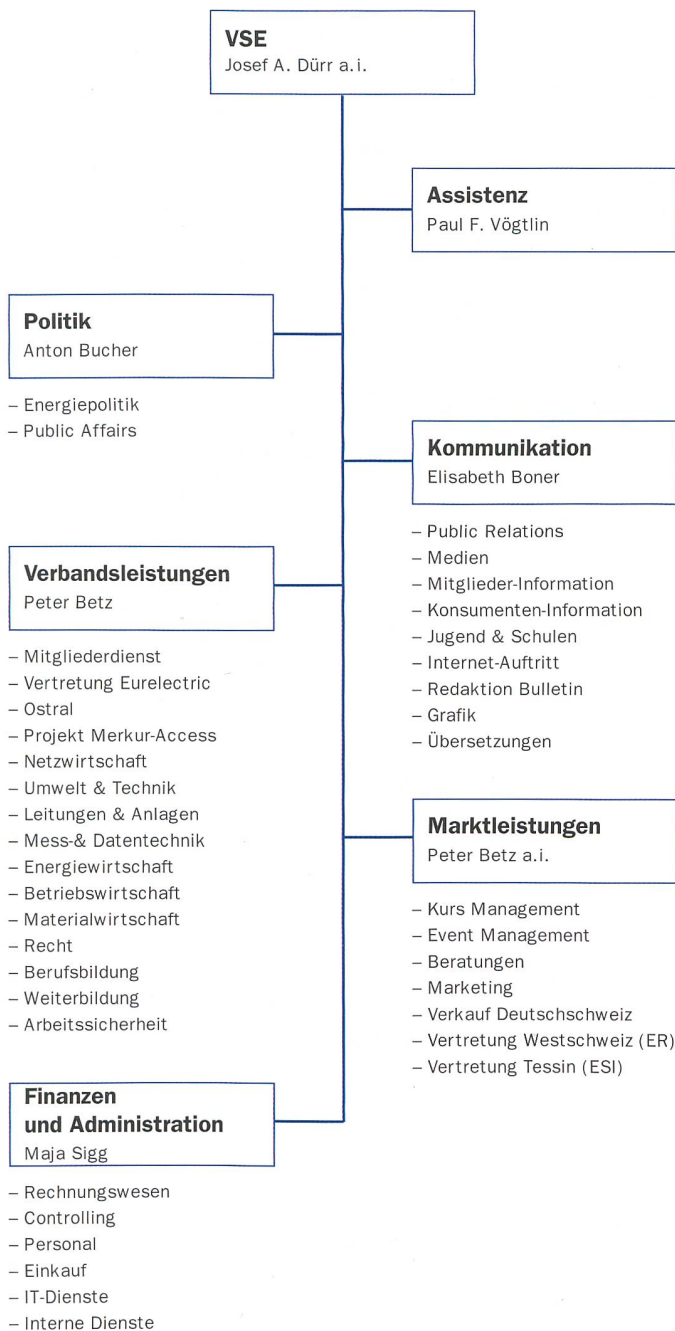 VSE
Josef A. Dürr a.i.
Assistenz
Paul F. Vögtlin
Politik
Anton Bucher
– Energiepolitik
– Public Affairs
Kommunikation
Elisabeth Boner
– Public Relations
– Medien
– Mitglieder-Information
– Konsumenten-Information
– Jugend & Schulen
– Internet-Auftritt
– Redaktion Bulletin
– Grafik
– Übersetzungen
Verbandsleistungen
Peter Betz
– Mitgliederdienst
– Vertretung Eurelectric
– Ostral
– Projekt Merkur-Access
– Netzwirtschaft
– Umwelt & Technik
– Leitungen & Anlagen
– Mess-& Datentechnik
– Energiewirtschaft
– Betriebswirtschaft
– Materialwirtschaft
– Recht
– Berufsbildung
– Weiterbildung
– Arbeitssicherheit
Marktleistungen
Peter Betz a.i.
– Kurs Management
– Event Management
– Beratungen
– Marketing
– Verkauf Deutschschweiz
– Vertretung Westschweiz (ER)
– Vertretung Tessin (ESI)
Finanzen
und Administration
Maja Sigg
– Rechnungswesen
– Controlling
– Personal
– Einkauf
– IT-Dienste
– Interne Dienste